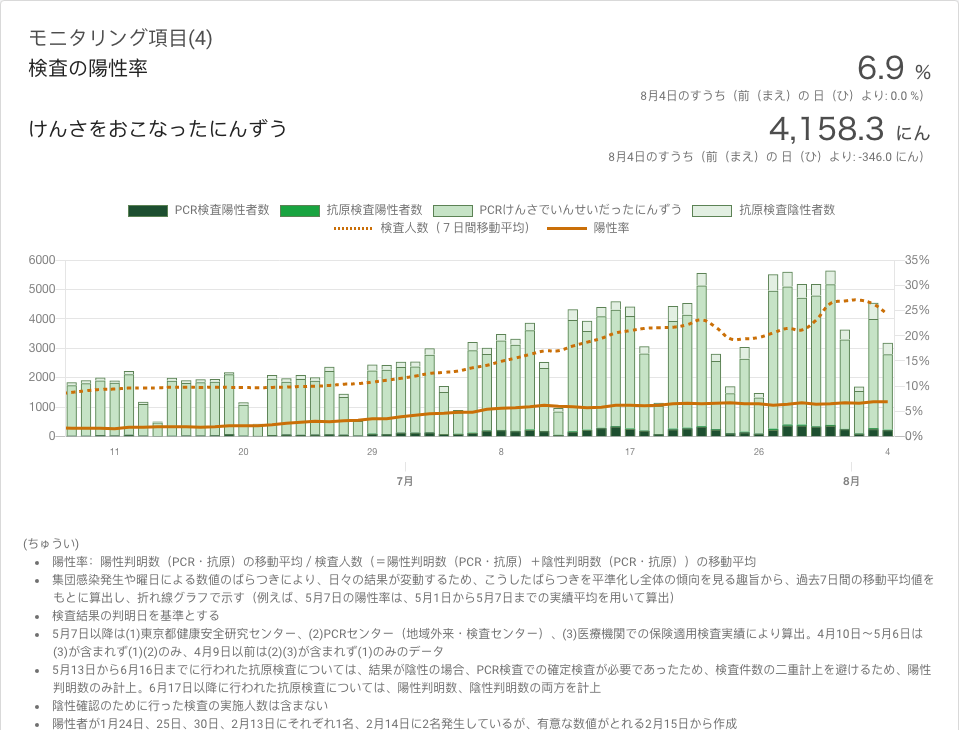 モニタリング項目(4)
検査の陽性率
6.9 %
8月4日のすうち（前（まえ）の 日（ひ）より: 0.0 %）
けんさをおこなったにんずう
4,158.3 にん
8月4日のすうち（前（まえ）の 日（ひ）より: -346.0 にん）
PCR検査陽性者数 抗原検査陽性者数 PCRけんさでいんせいだったにんずう 抗原検査陰性者数
検査人数（７日間移動平均） 陽性率
6000 35%
5000 30%
4000 25%
3000 20%
2000 15%
1000 10%
0 5%
0%
11 20 29 8 17 26 4
7月 8月
(ちゅうい)
• 陽性率：陽性判明数（PCR・抗原）の移動平均 / 検査人数（＝陽性判明数（PCR・抗原）＋陰性判明数（PCR・抗原））の移動平均
• 集団感染発生や曜日による数値のばらつきにより、日々の結果が変動するため、こうしたばらつきを平準化し全体の傾向を見る趣旨から、過去7日間の移動平均値を
もとに算出し、折れ線グラフで示す（例えば、5月7日の陽性率は、5月1日から5月7日までの実績平均を用いて算出）
• 検査結果の判明日を基準とする
• 5月7日以降は(1)東京都健康安全研究センター、(2)PCRセンター（地域外来・検査センター）、(3)医療機関での保険適用検査実績により算出。4月10日～5月6日は
(3)が含まれず(1)(2)のみ、4月9日以前は(2)(3)が含まれず(1)のみのデータ
• 5月13日から6月16日までに行われた抗原検査については、結果が陰性の場合、PCR検査での確定検査が必要であったため、検査件数の二重計上を避けるため、陽性
判明数のみ計上。6月17日以降に行われた抗原検査については、陽性判明数、陰性判明数の両方を計上
• 陰性確認のために行った検査の実施人数は含まない
• 陽性者が1月24日、25日、30日、2月13日にそれぞれ1名、2月14日に2名発生しているが、有意な数値がとれる2月15日から作成